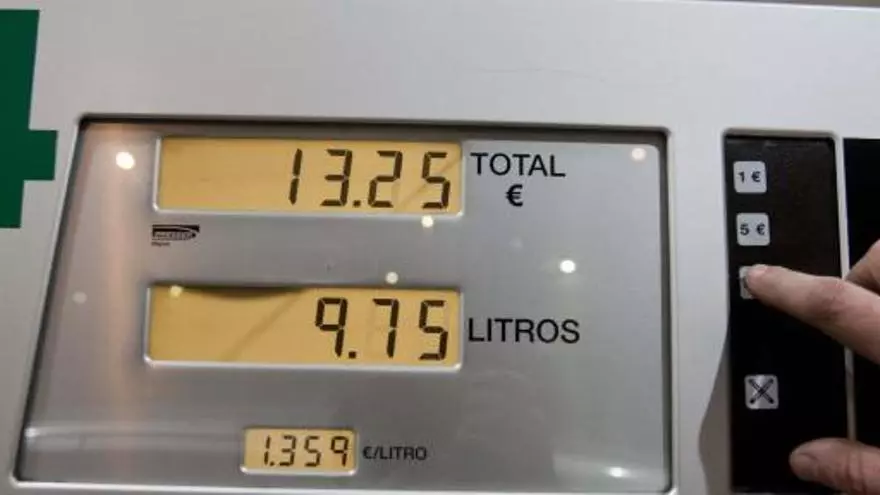 13.25 TOTAL €
9.75 LITROS
1.359 €/LITRO
1 €
5 €